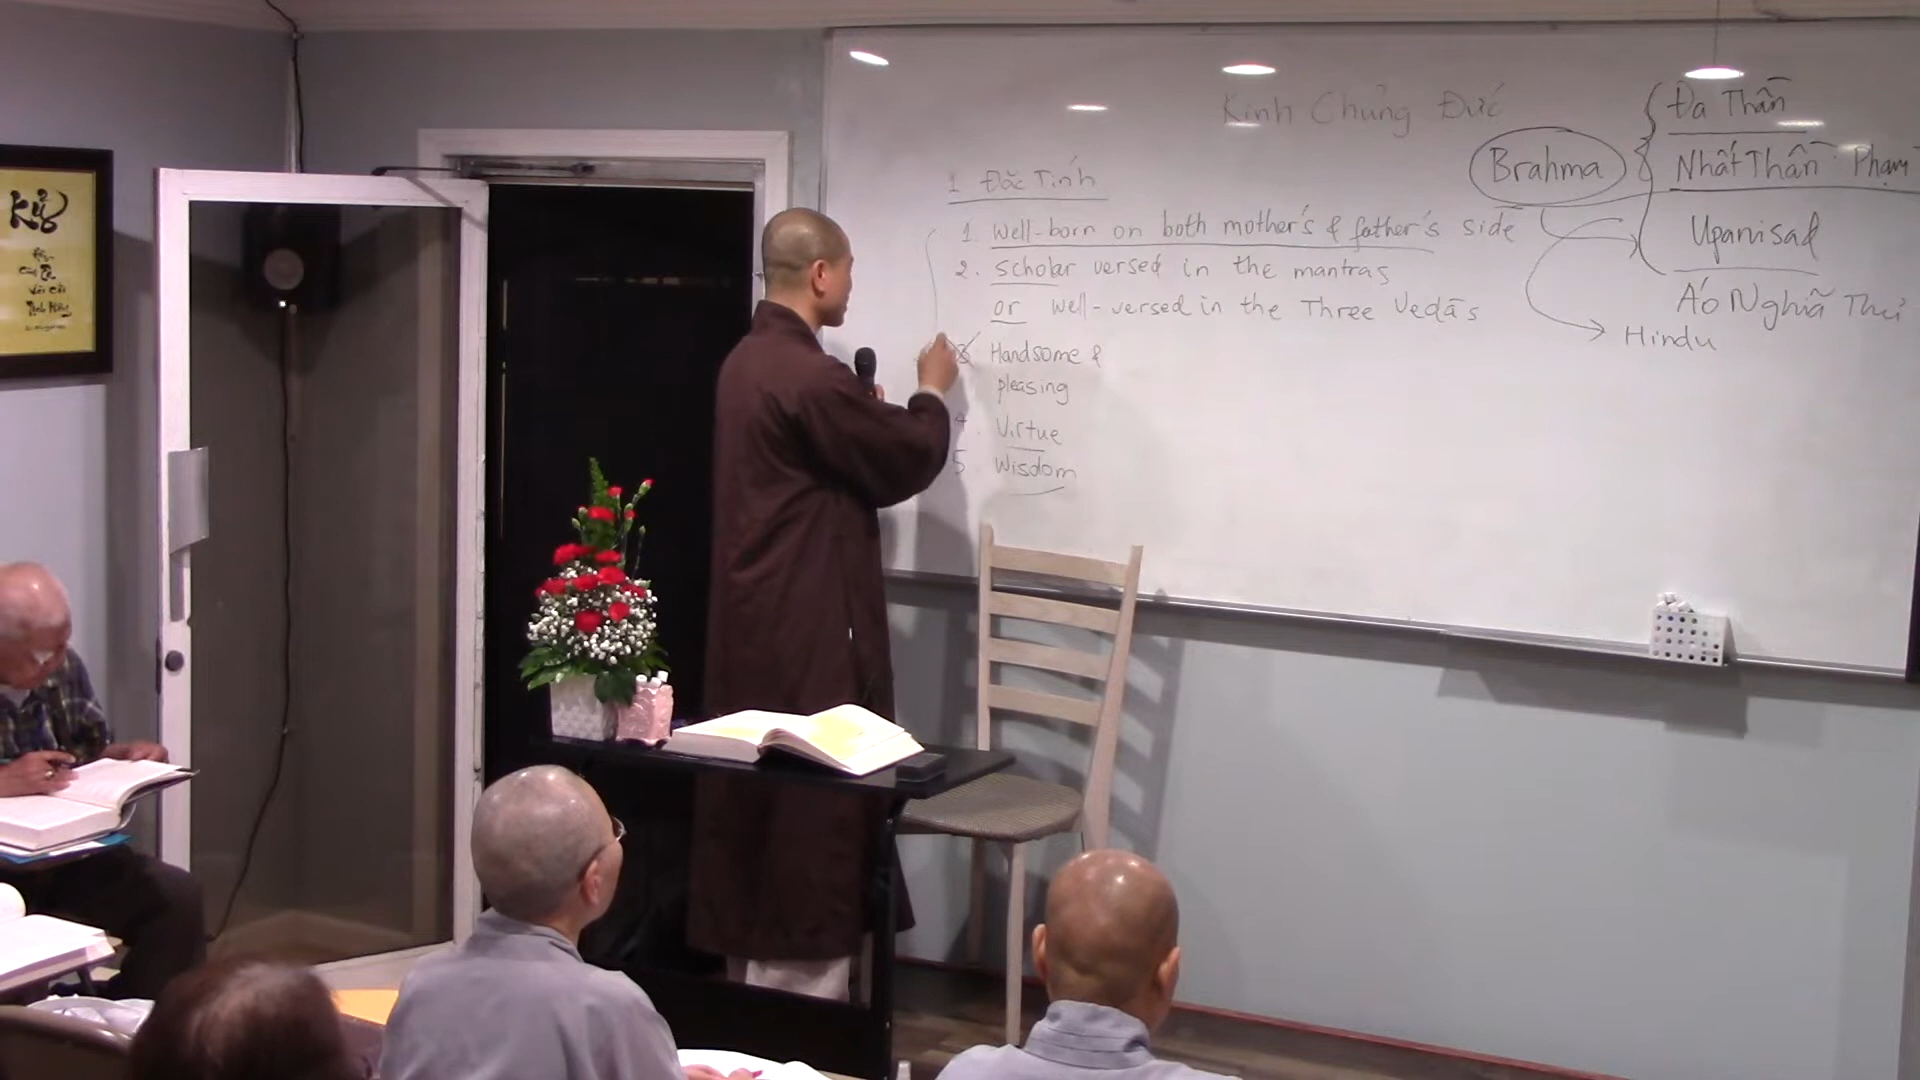 Kinh Chủng Đức
1 Đặc Tính
1. Well-born on both mother's & father's side
2. scholar versed in the mantras
or well-versed in the Three Vedās
3 Handsome &
pleasing
4. Virtue
5 Wisdom
Brahma
Đa Thần
Nhất Thần Phạm
Upanisad
Áo Nghĩa Thư
Hindu